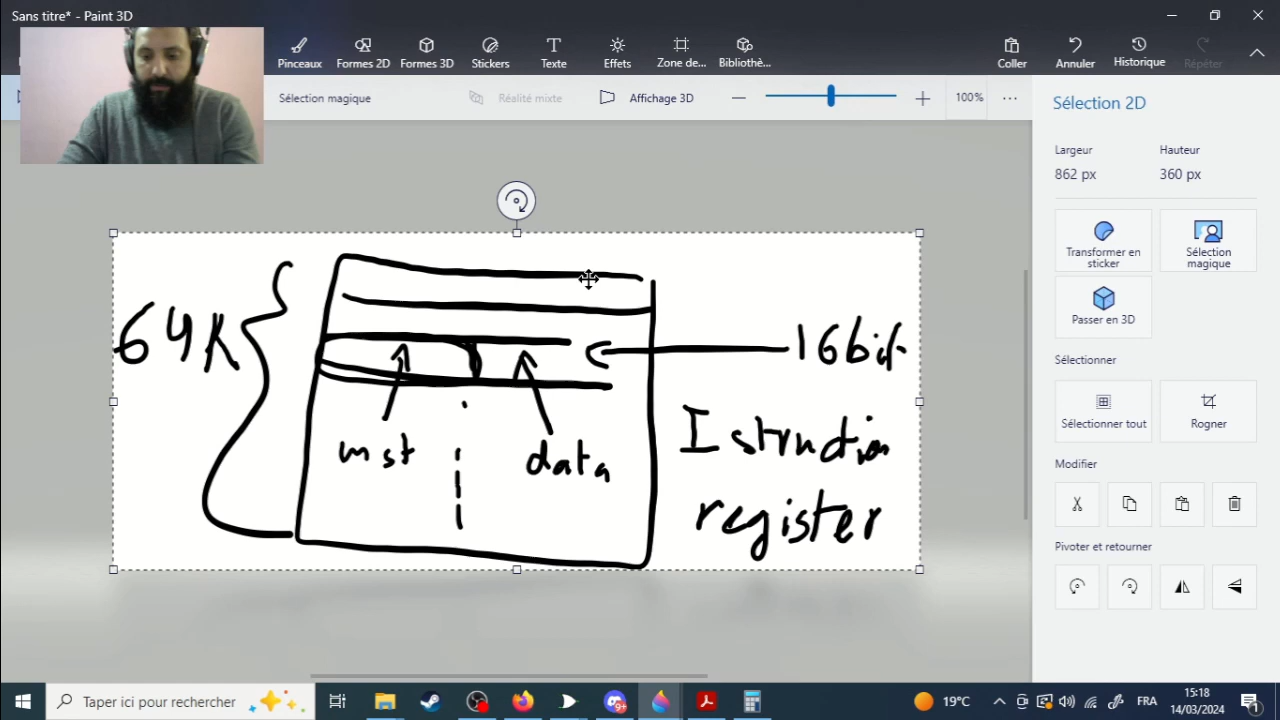 Sans titre* - Paint 3D
Pinceaux
Formes 2D
Formes 3D
Stickers
Texte
Effets
Zone de...
Bibliothè...
Coller
Annuler
Historique
Répéter
Sélection magique
Réalité mixte
Affichage 3D
100%
Sélection 2D
Largeur
Hauteur
862 px
360 px
Transformer en sticker
Sélection magique
Passer en 3D
Sélectionner
Sélectionner tout
Rogner
Modifier
Pivoter et retourner
64K
16bit
inst
data
Istruction
register
Taper ici pour rechercher
9+
19°C
FRA
15:18
14/03/2024
1